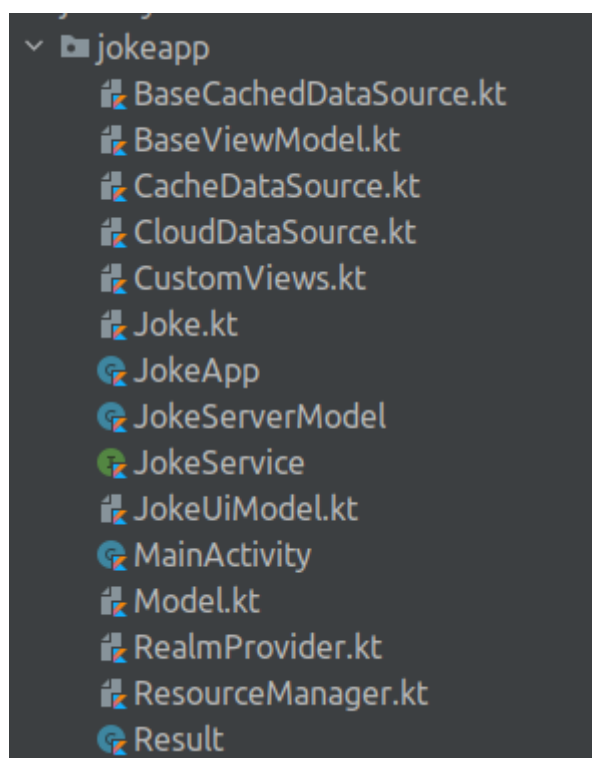 jokeapp
BaseCachedDataSource.kt
BaseViewModel.kt
CacheDataSource.kt
CloudDataSource.kt
CustomViews.kt
Joke.kt
JokeApp
JokeServerModel
JokeService
JokeUiModel.kt
MainActivity
Model.kt
RealmProvider.kt
ResourceManager.kt
Result